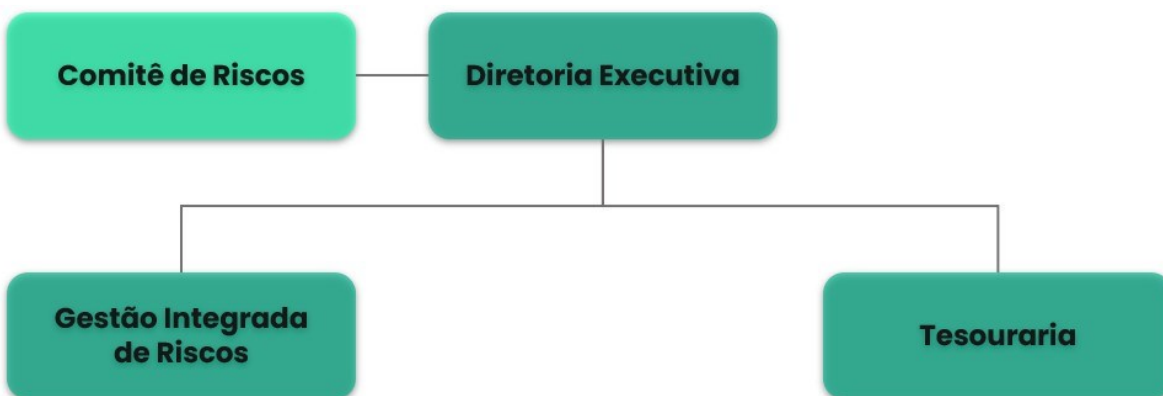 Comitê de Riscos
Diretoria Executiva
Gestão Integrada
de Riscos
Tesouraria